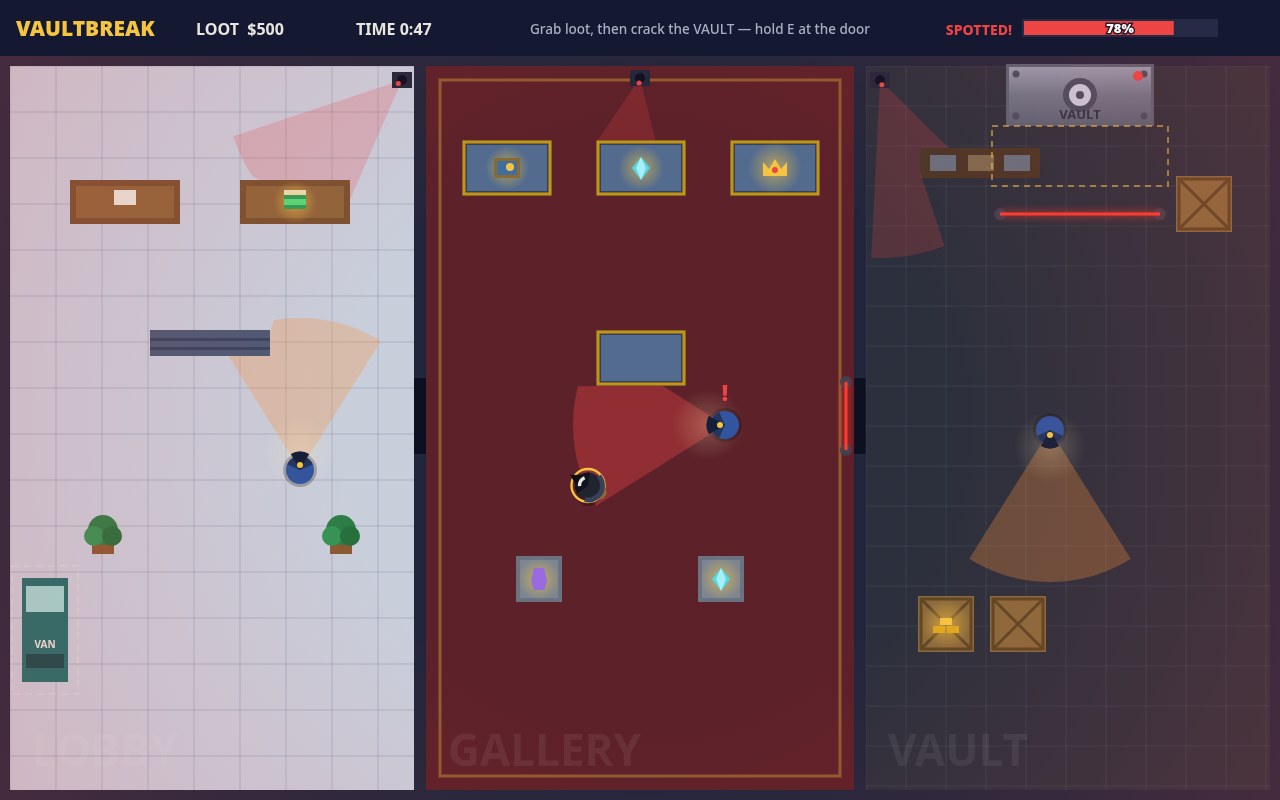 VAULTBREAK
LOOT $500
TIME 0:47
Grab loot, then crack the VAULT — hold E at the door
SPOTTED!
78%
VAULT
!
VAN
LOBBY
GALLERY
VAULT